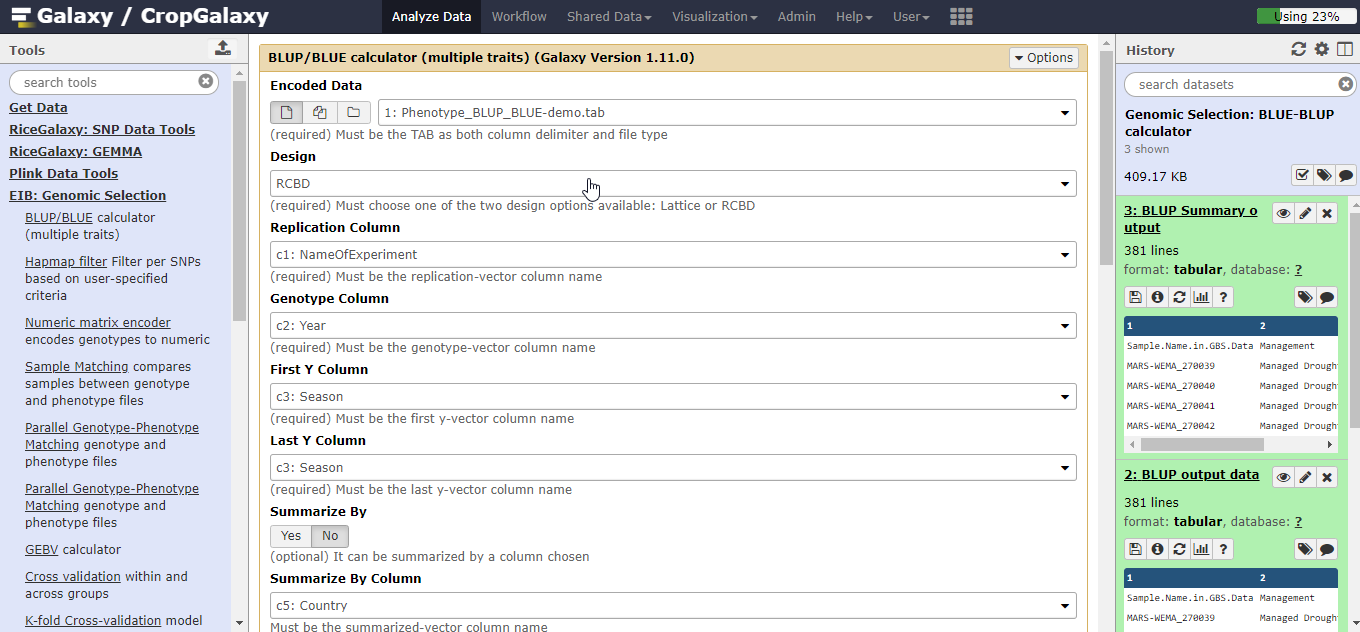 Galaxy / CropGalaxy
Analyze Data
Workflow
Shared Data
Visualization
Admin
Help
User
Using 23%
Tools
search tools
Get Data
RiceGalaxy: SNP Data Tools
RiceGalaxy: GEMMA
Plink Data Tools
EIB: Genomic Selection
BLUP/BLUE calculator
(multiple traits)
Hapmap filter Filter per SNPs
based on user-specified
criteria
Numeric matrix encoder
encodes genotypes to numeric
Sample Matching compares
samples between genotype
and phenotype files
Parallel Genotype-Phenotype
Matching genotype and
phenotype files
Parallel Genotype-Phenotype
Matching genotype and
phenotype files
GEBV calculator
Cross validation within and
across groups
K-fold Cross-validation model
BLUP/BLUE calculator (multiple traits) (Galaxy Version 1.11.0)
Options
Encoded Data
1: Phenotype_BLUP_BLUE-demo.tab
(required) Must be the TAB as both column delimiter and file type
Design
RCBD
(required) Must choose one of the two design options available: Lattice or RCBD
Replication Column
c1: NameOfExperiment
(required) Must be the replication-vector column name
Genotype Column
c2: Year
(required) Must be the genotype-vector column name
First Y Column
c3: Season
(required) Must be the first y-vector column name
Last Y Column
c3: Season
(required) Must be the last y-vector column name
Summarize By
Yes No
(optional) It can be summarized by a column chosen
Summarize By Column
c5: Country
Must be the summarized-vector column name
History
search datasets
Genomic Selection: BLUE-BLUP
calculator
3 shown
409.17 KB
3: BLUP Summary o
utput
381 lines
format: tabular, database: ?
?
1 2
Sample.Name.in.GBS.Data Management
MARS-WEMA_270039 Managed Drough
MARS-WEMA_270040 Managed Drough
MARS-WEMA_270041 Managed Drough
MARS-WEMA_270042 Managed Drough
2: BLUP output data
381 lines
format: tabular, database: ?
?
1 2
Sample.Name.in.GBS.Data Management
MARS-WEMA_270039 Managed Drough